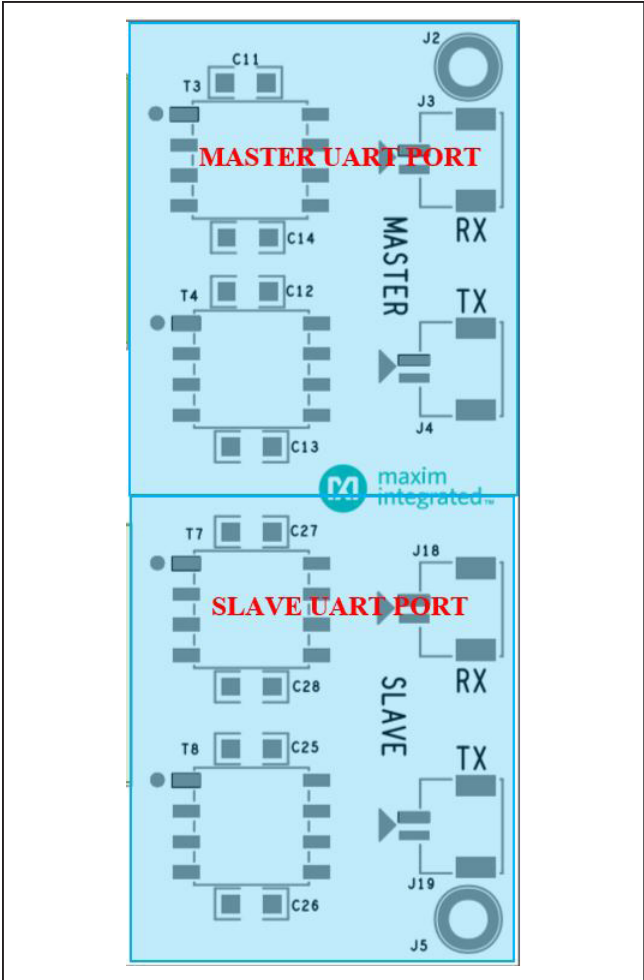 J2
C11
T3
J3
MASTER UART PORT
RX
C14
MASTER
C12
T4
TX
J4
C13
maxim
integrated™
T7
C27
J18
SLAVE UART PORT
RX
C28
SLAVE
T8
C25
TX
J19
C26
J5